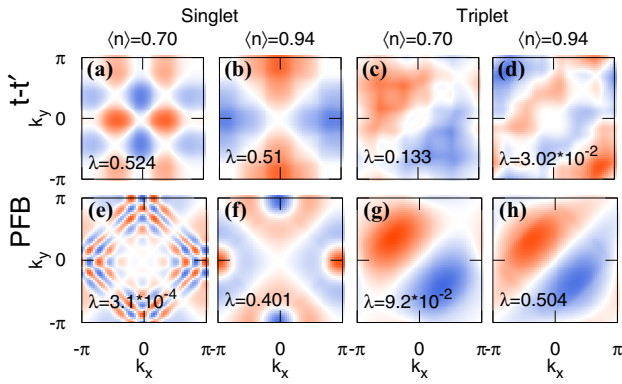 Singlet Triplet
⟨n⟩=0.70 ⟨n⟩=0.94 ⟨n⟩=0.70 ⟨n⟩=0.94
t-t′ k_y π 0 -π (a) λ=0.524 (b) λ=0.51 (c) λ=0.133 (d) λ=3.02*10⁻²
PFB k_y π 0 -π (e) λ=3.1*10⁻⁴ (f) λ=0.401 (g) λ=9.2*10⁻² (h) λ=0.504
-π 0 π-π 0 π-π 0 π-π 0 π
k_x k_x k_x k_x